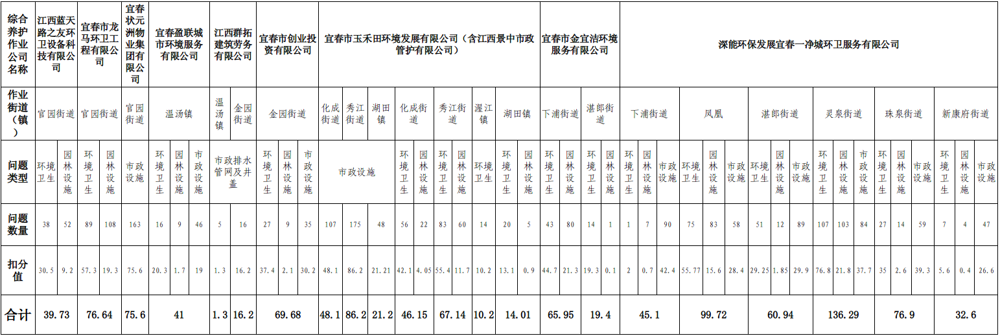 综合养护作业公司名称 江西蓝天路之友环卫设备科技有限公司 宜春市龙马环卫工程有限公司 宜春状元洲物业集团有限公司 宜春盈联城市环境服务有限公司 江西群拓建筑劳务有限公司 宜春市创业投资有限公司 宜春市玉禾田环境发展有限公司（含江西景中市政管护有限公司） 宜春市金宜洁环境服务有限公司 深能环保发展宜春一净城环卫服务有限公司
作业街道（镇） 官园街道 官园街道 官园街道 温汤镇 温汤镇 金园街道 金园街道 化成街道 秀江街道 湖田镇 化成街道 秀江街道 渥江镇 湖田镇 下浦街道 湛郎街道 下浦街道 凤凰 湛郎街道 灵泉街道 珠泉街道 新康府街道
问题类型 环境卫生 园林设施 环境卫生 园林设施 市政设施 环境卫生 园林设施 市政设施 市政排水管网及井盖 环境卫生 园林设施 市政设施 市政设施 环境卫生 园林设施 环境卫生 园林设施 环境卫生 环境卫生 园林设施 环境卫生 园林设施 环境卫生 园林设施 环境卫生 园林设施 市政设施 环境卫生 园林设施 市政设施 环境卫生 园林设施 市政设施 环境卫生 园林设施 市政设施 环境卫生 园林设施 市政设施 环境卫生 园林设施 市政设施
问题数量 38 52 89 108 163 16 9 46 5 16 27 9 35 107 175 48 56 22 83 60 14 20 5 43 80 14 1 1 7 90 75 83 58 51 12 89 107 103 84 27 14 59 7 4 47
扣分值 30.5 9.2 57.3 19.3 75.6 20.3 1.7 19 1.3 16.2 37.4 2.1 30.2 48.1 86.2 21.21 42.1 4.05 55.4 11.7 10.2 13.1 0.9 44.7 21.3 19.3 0.1 2 0.7 42.4 55.77 15.6 28.4 29.25 1.85 29.9 76.8 21.8 37.7 35 2.6 39.3 5.6 0.4 26.6
合计 39.73 76.64 75.6 41 1.3 16.2 69.68 48.1 86.2 21.2 46.15 67.14 10.2 14.01 65.95 19.4 45.1 99.72 60.94 136.29 76.9 32.6